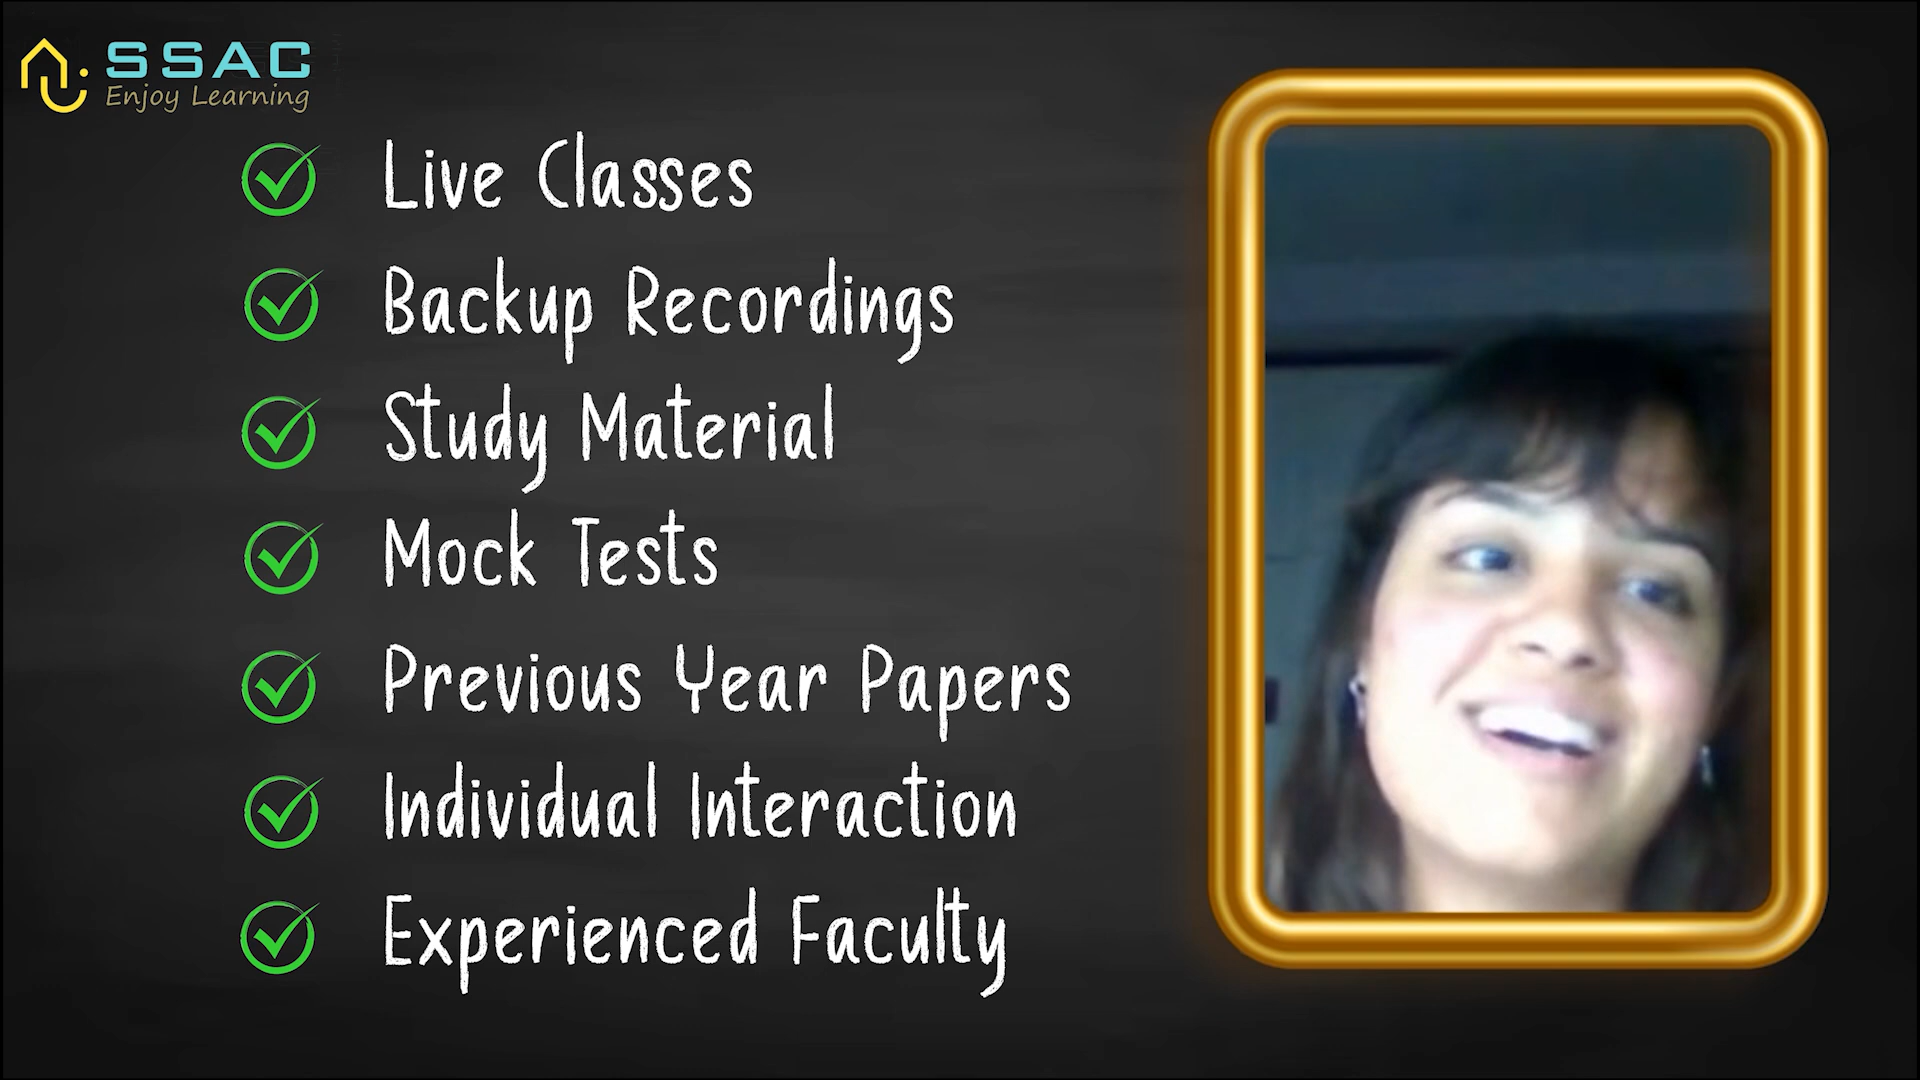 SSAC
Enjoy Learning
Live Classes
Backup Recordings
Study Material
Mock Tests
Previous Year Papers
Individual Interaction
Experienced Faculty